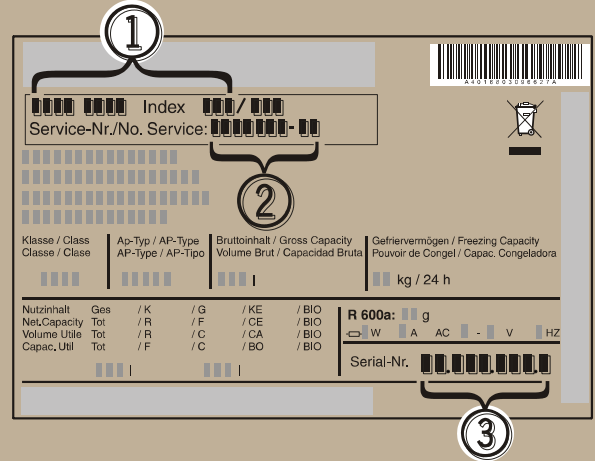 1
A4016803096627A
Index /
Service-Nr./No. Service: -
2
Klasse / Class
Classe / Clase
Ap-Typ / AP-Type
AP-Type / AP-Tipo
Bruttoinhalt / Gross Capacity
Volume Brut / Capacidad Bruta
l
Gefriervermögen / Freezing Capacity
Pouvoir de Congel / Capac. Congeladora
kg / 24 h
Nutzinhalt Ges / K / G / KE / BIO
Net.Capacity Tot / R / F / CE / BIO
Volume Utile Tot / R / C / CA / BIO
Capac. Util Tot / F / C / BO / BIO
l l
R 600a: g
W A AC - V HZ
Serial-Nr. . . .
3